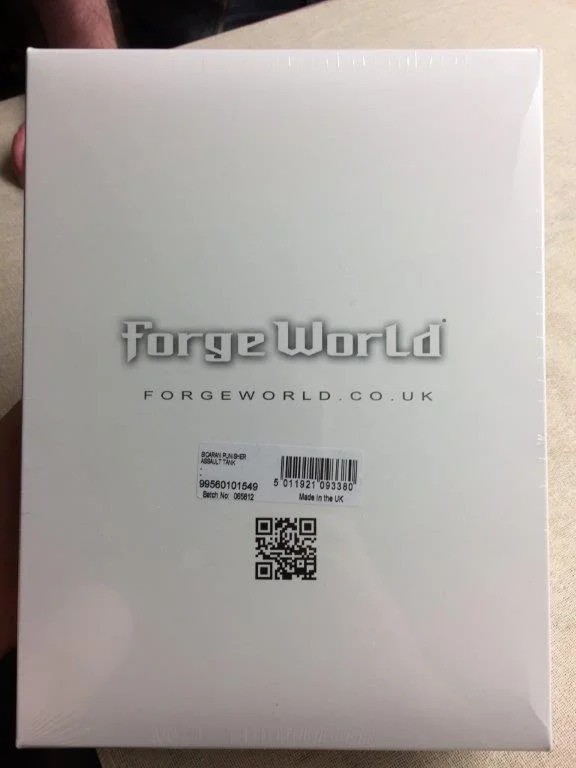 Forge World
FORGEWORLD.CO.UK
SICARAN PUNISHER
ASSAULT TANK
-
-
99560101549
Batch No: 065612
5 011921 093380
Made in the UK